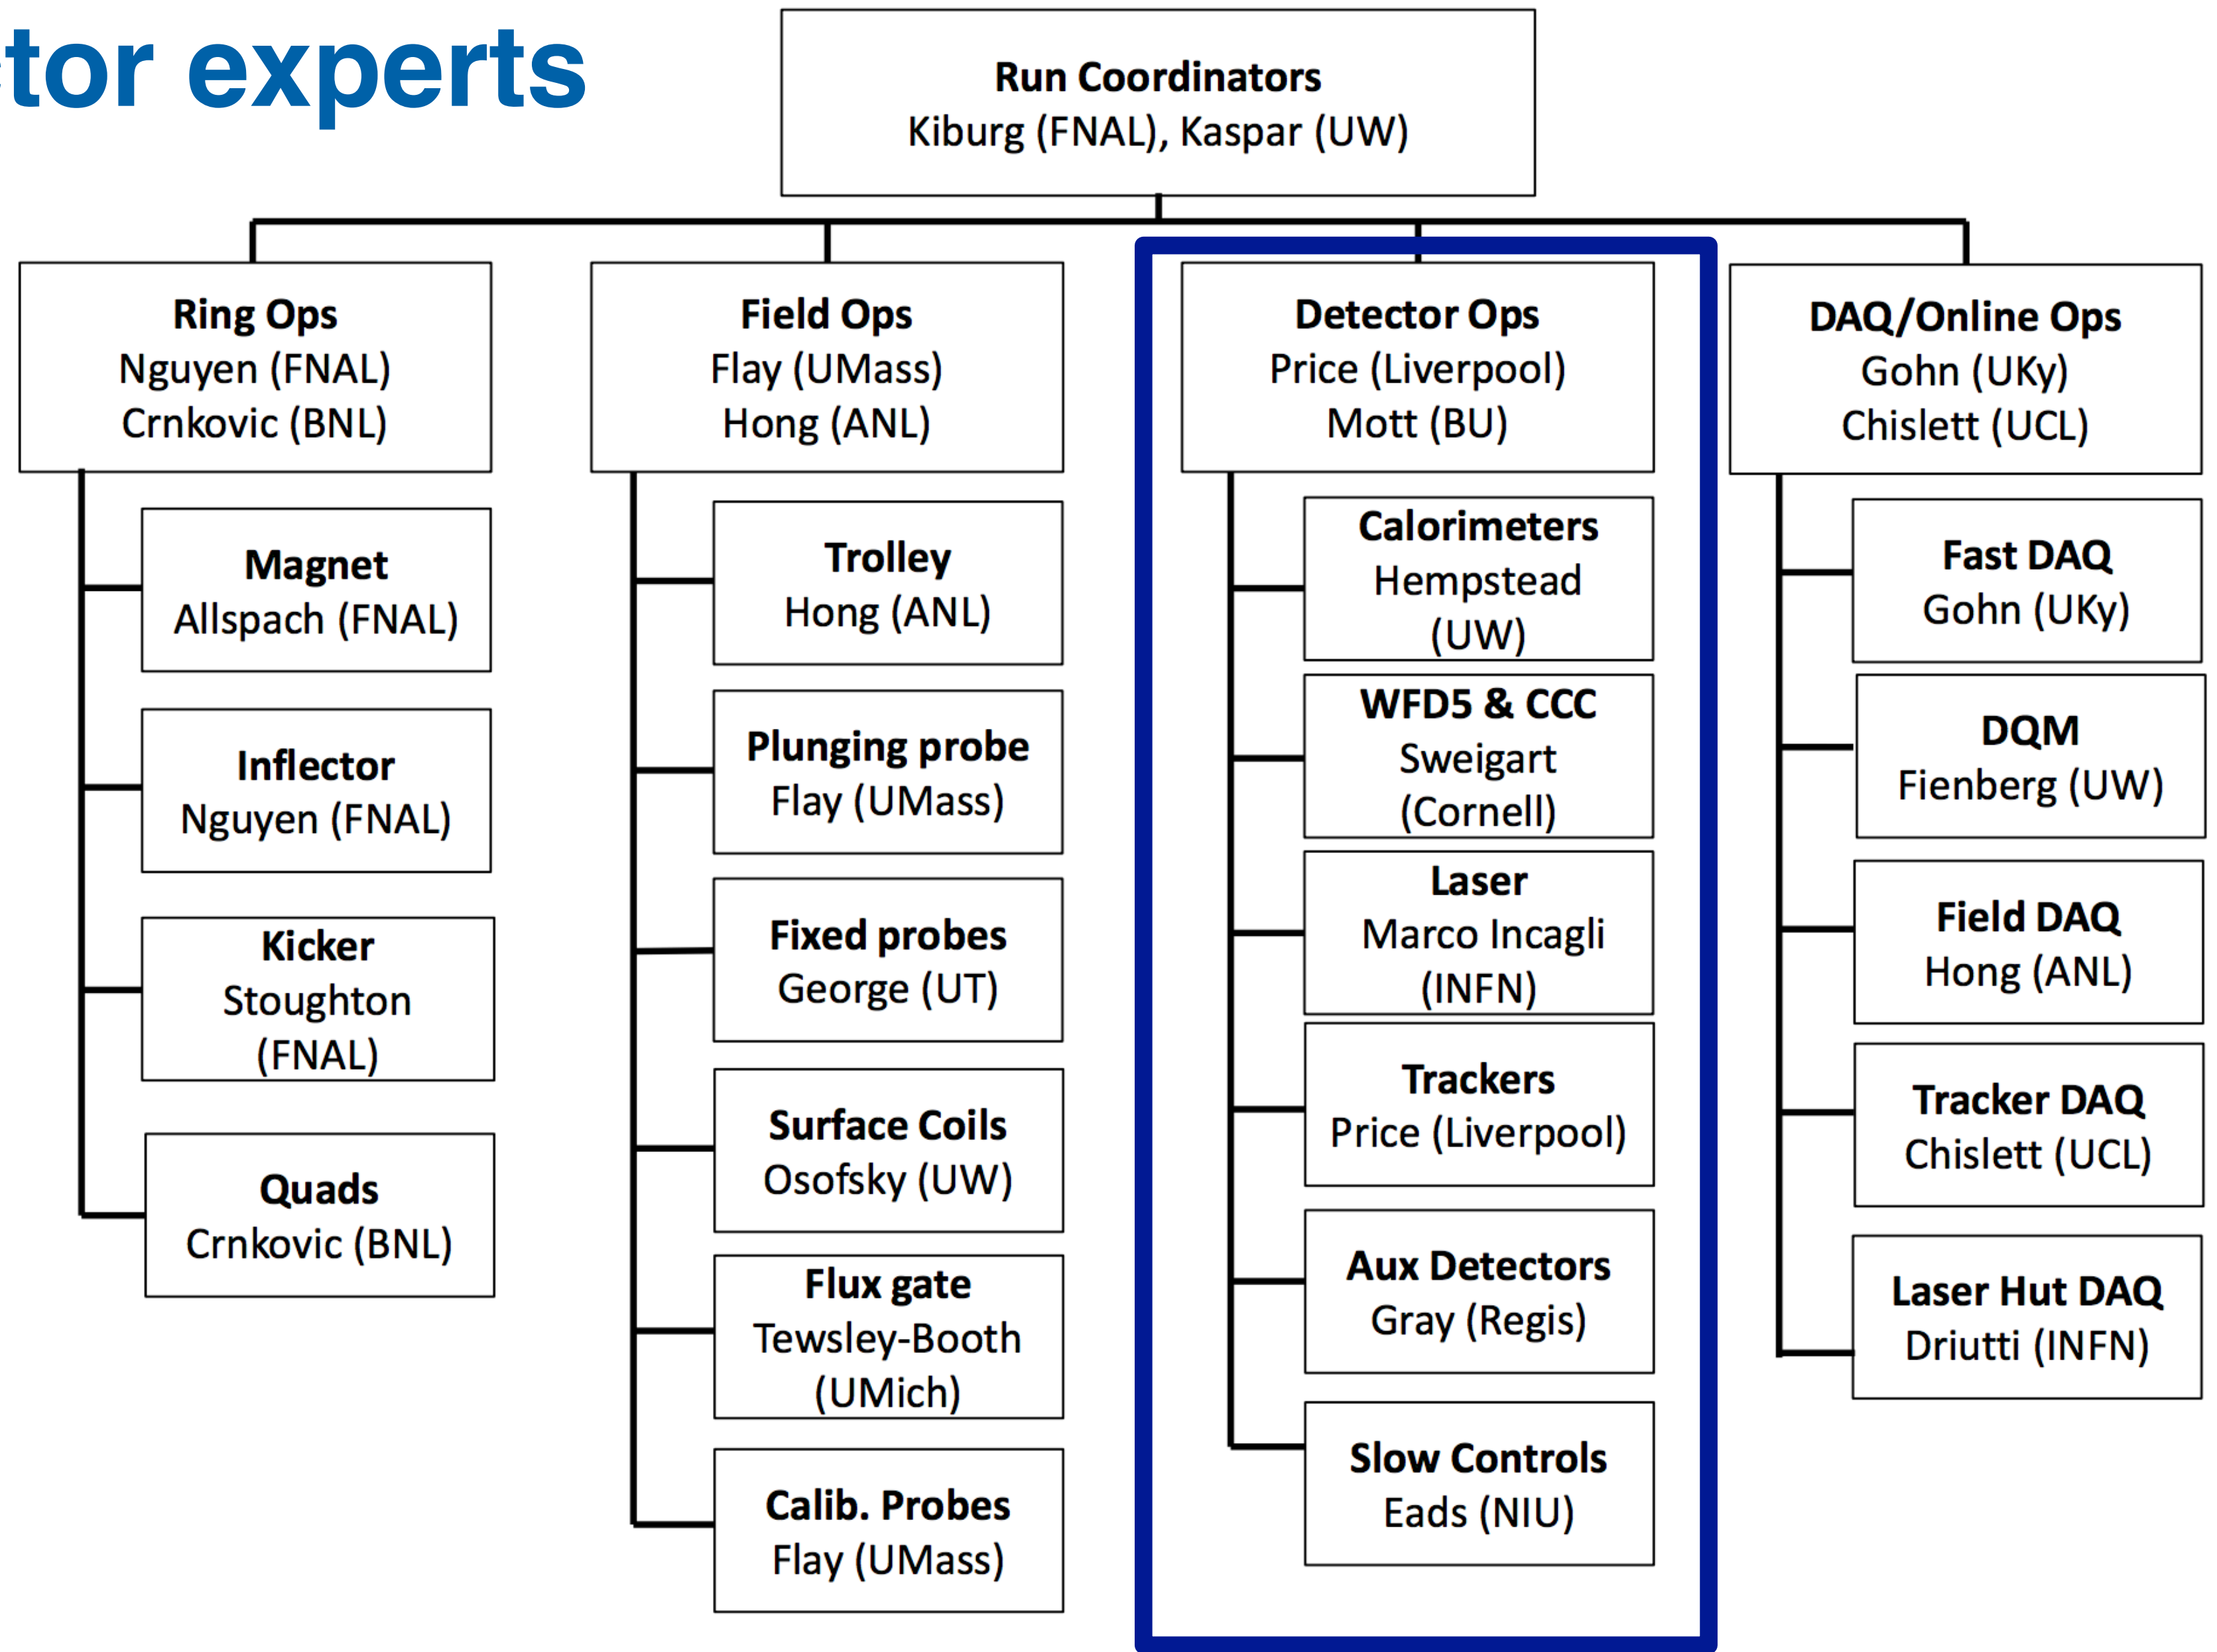 tor experts
Run Coordinators
Kiburg (FNAL), Kaspar (UW)
Ring Ops
Nguyen (FNAL)
Crnkovic (BNL)
Magnet
Allspach (FNAL)
Inflector
Nguyen (FNAL)
Kicker
Stoughton
(FNAL)
Quads
Crnkovic (BNL)
Field Ops
Flay (UMass)
Hong (ANL)
Trolley
Hong (ANL)
Plunging probe
Flay (UMass)
Fixed probes
George (UT)
Surface Coils
Osofsky (UW)
Flux gate
Tewsley-Booth
(UMich)
Calib. Probes
Flay (UMass)
Detector Ops
Price (Liverpool)
Mott (BU)
Calorimeters
Hempstead
(UW)
WFD5 & CCC
Sweigart
(Cornell)
Laser
Marco Incagli
(INFN)
Trackers
Price (Liverpool)
Aux Detectors
Gray (Regis)
Slow Controls
Eads (NIU)
DAQ/Online Ops
Gohn (UKy)
Chislett (UCL)
Fast DAQ
Gohn (UKy)
DQM
Fienberg (UW)
Field DAQ
Hong (ANL)
Tracker DAQ
Chislett (UCL)
Laser Hut DAQ
Driutti (INFN)